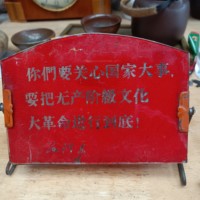 你們要关心国家大事，
要把无产阶级文化
大革命进行到底！